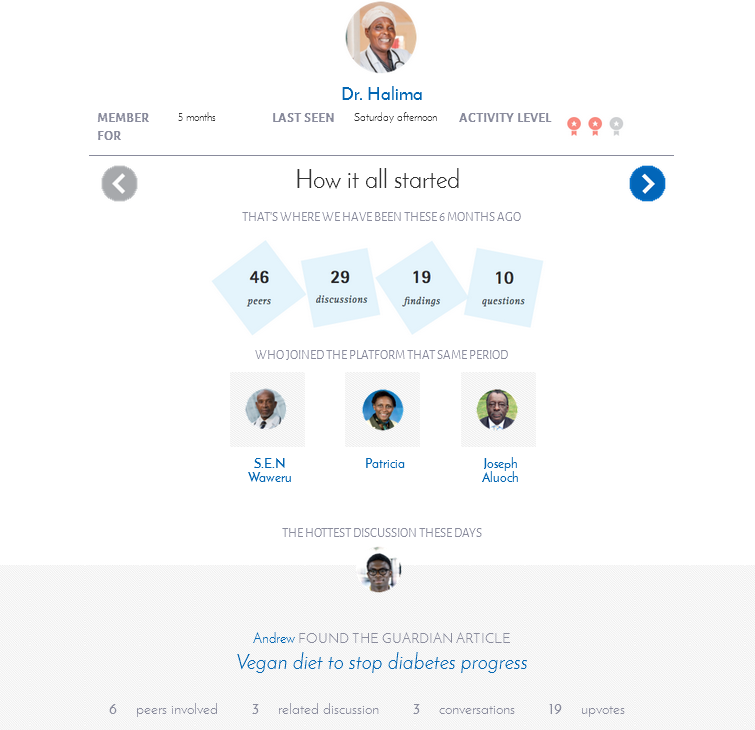 Dr. Halima
MEMBER FOR 5 months LAST SEEN Saturday afternoon ACTIVITY LEVEL
How it all started
THAT'S WHERE WE HAVE BEEN THESE 6 MONTHS AGO
46 29 19 10
peers discussions findings questions
WHO JOINED THE PLATFORM THAT SAME PERIOD
S.E.N Waweru
Patricia
Joseph Aluoch
THE HOTTEST DISCUSSION THESE DAYS
Andrew FOUND THE GUARDIAN ARTICLE
Vegan diet to stop diabetes progress
6 peers involved 3 related discussion 3 conversations 19 upvotes